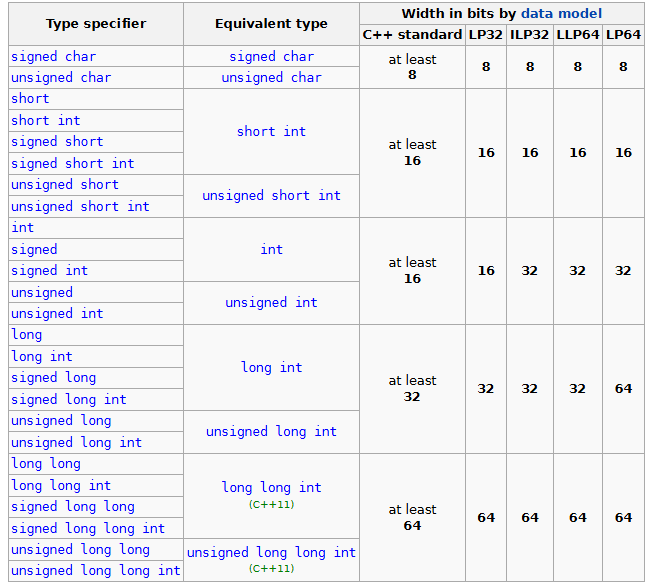 Type specifier Equivalent type Width in bits by data model
C++ standard LP32 ILP32 LLP64 LP64
signed char signed char at least 8 8 8 8 8
unsigned char unsigned char
short short int at least 16 16 16 16 16
short int
signed short
signed short int
unsigned short unsigned short int
unsigned short int
int int at least 16 16 32 32 32
signed
signed int
unsigned unsigned int
unsigned int
long long int at least 32 32 32 32 64
long int
signed long
signed long int
unsigned long unsigned long int
unsigned long int
long long long long int (C++11) at least 64 64 64 64 64
long long int
signed long long
signed long long int
unsigned long long unsigned long long int (C++11)
unsigned long long int